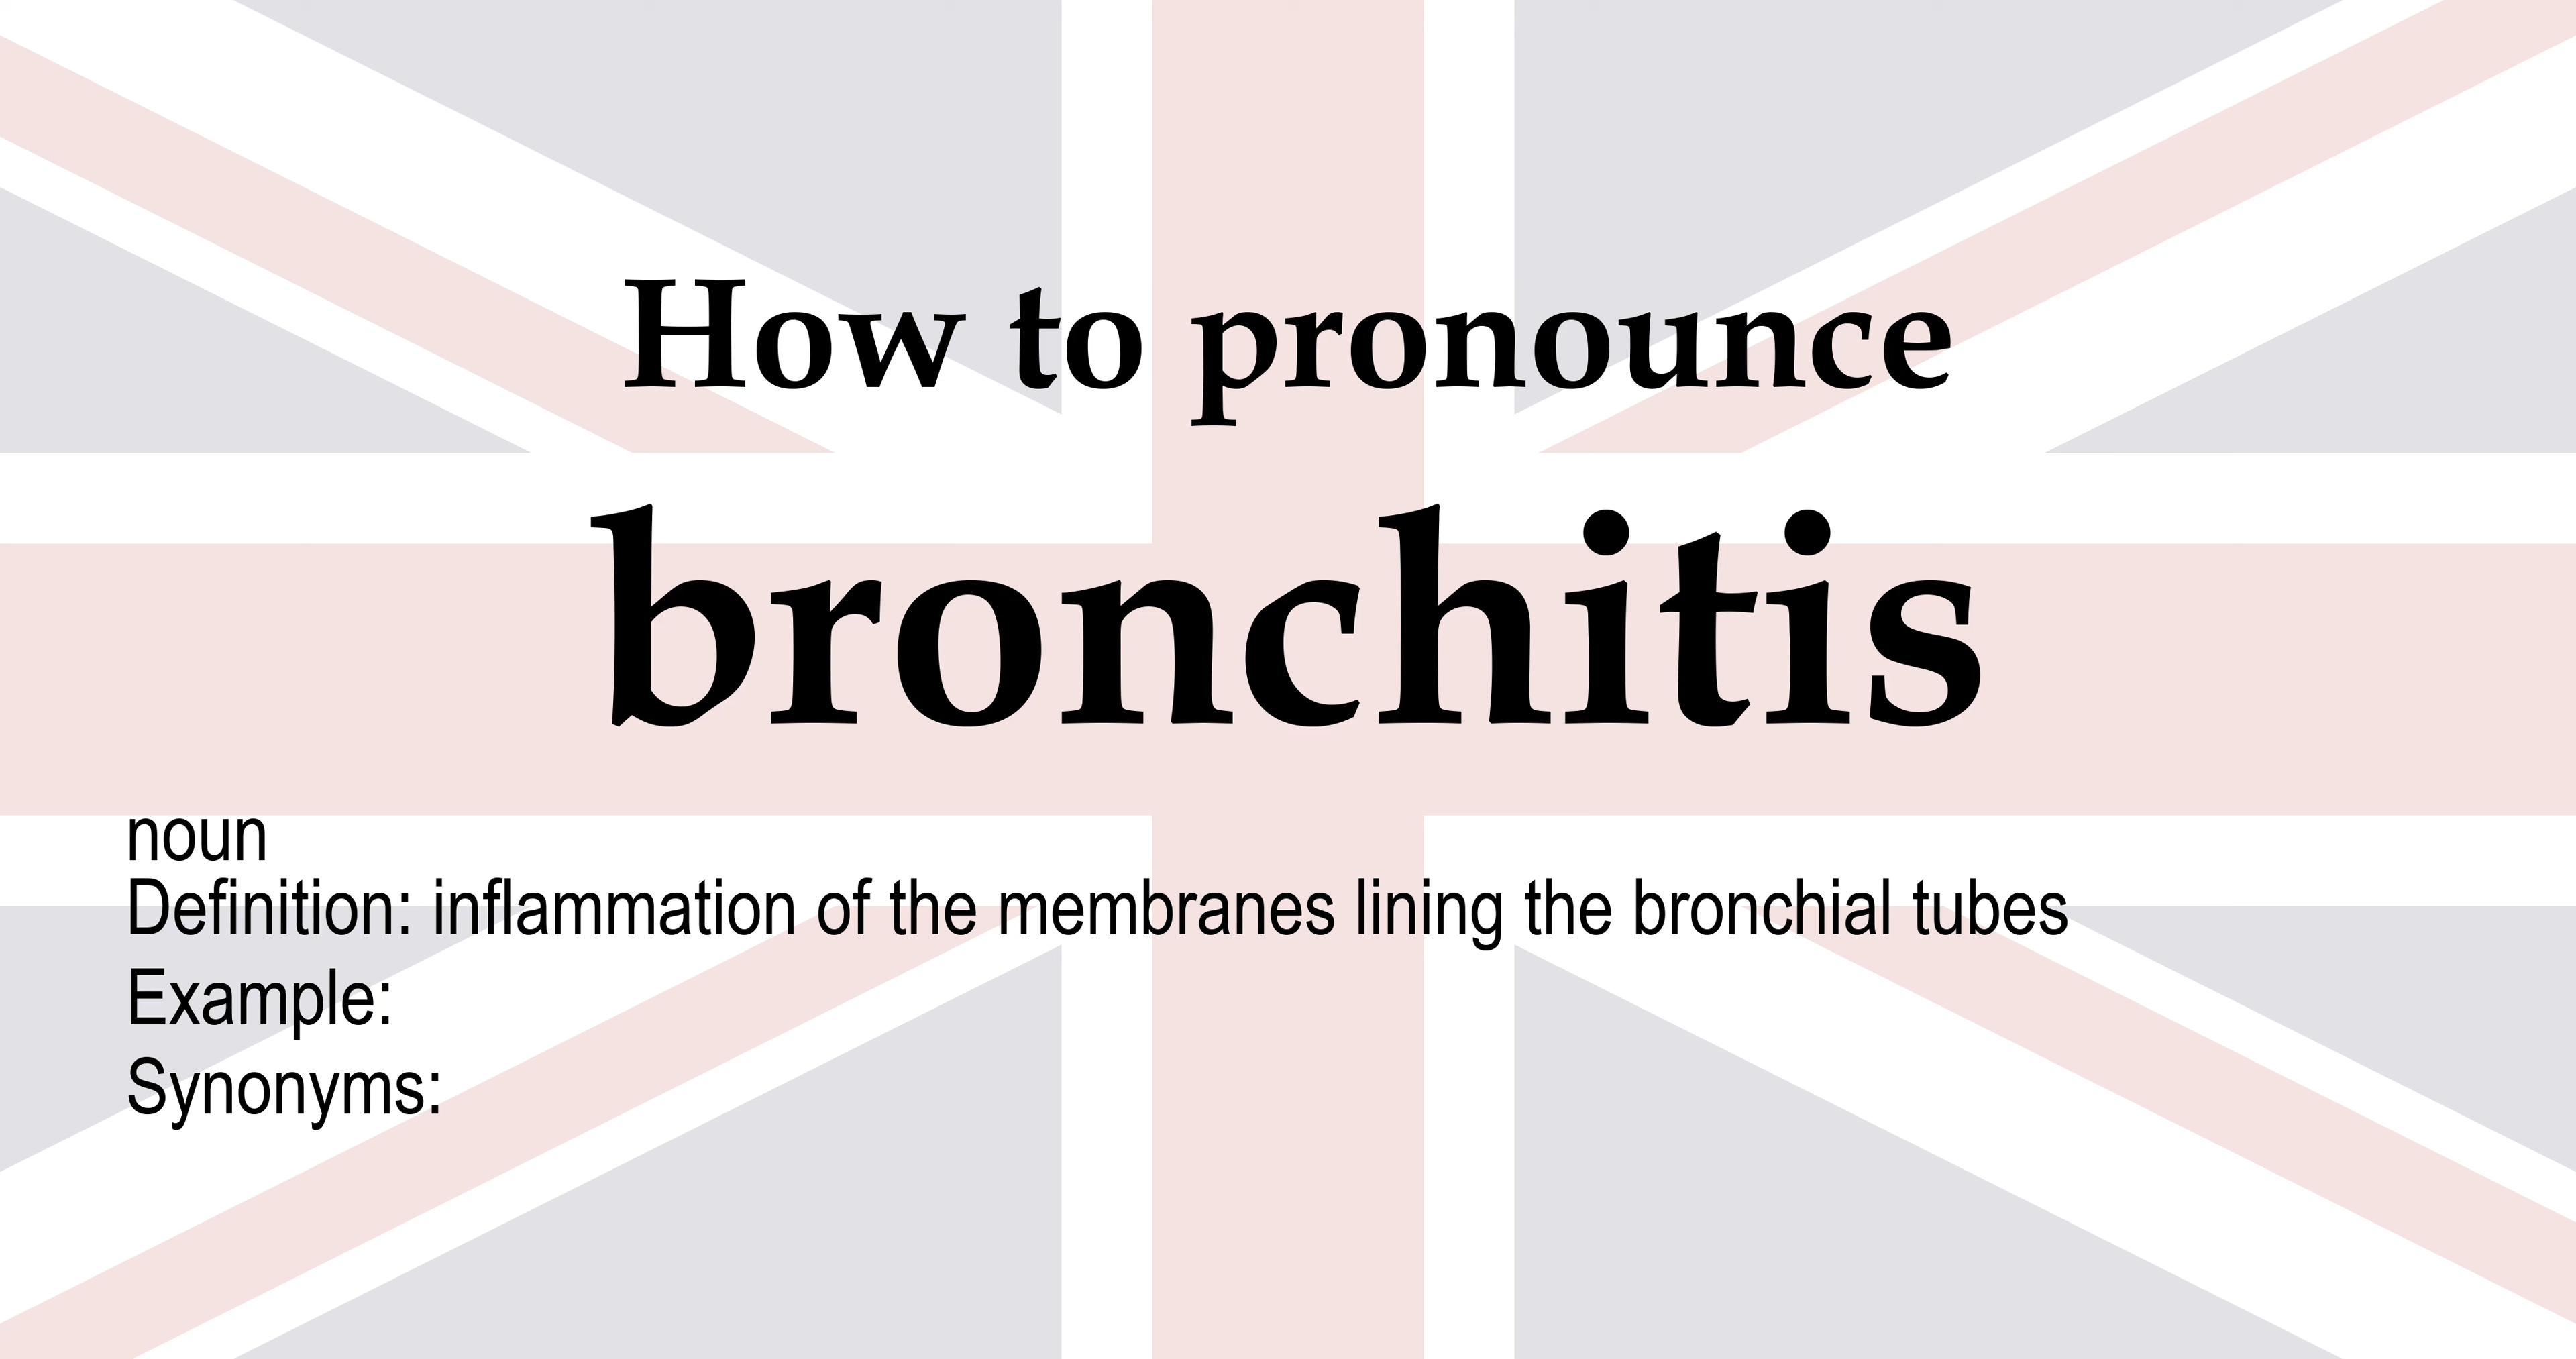 How to pronounce
bronchitis
noun
Definition: inflammation of the membranes lining the bronchial tubes
Example:
Synonyms: